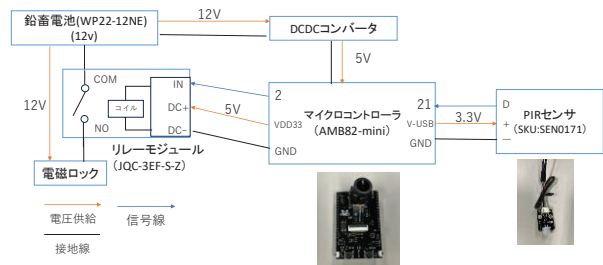 鉛畜電池(WP22-12NE)
(12v)
12V
DCDCコンバータ
5V
12V
COM
NO
コイル
IN
DC+
DC-
リレーモジュール
(JQC-3EF-S-Z)
電磁ロック
2
5V
VDD33
GND
マイクロコントローラ
(AMB82-mini)
21
V-USB
GND
3.3V
D
+
—
PIRセンサ
(SKU:SEN0171)
電圧供給
信号線
接地線